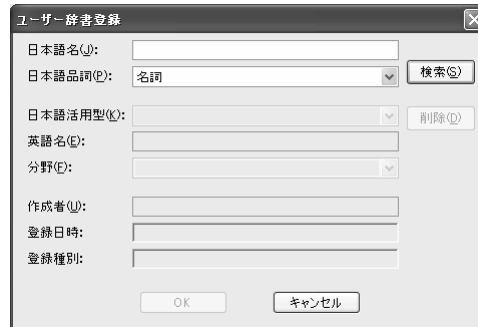 ユーザー辞書登録
日本語名(J):
日本語品詞(P): 名詞 検索(S)
日本語活用型(K): 削除(D)
英語名(E):
分野(F):
作成者(U):
登録日時:
登録種別:
OK キャンセル